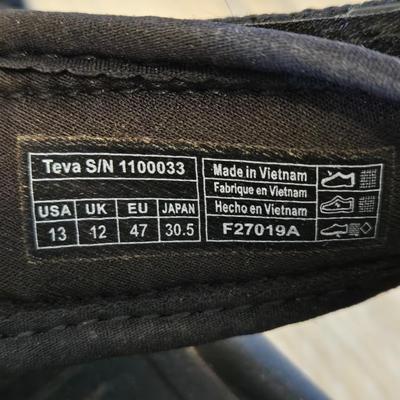 Teva S/N 1100033
USA UK EU JAPAN
13 12 47 30.5
Made in Vietnam
Fabrique en Vietnam
Hecho en Vietnam
F27019A